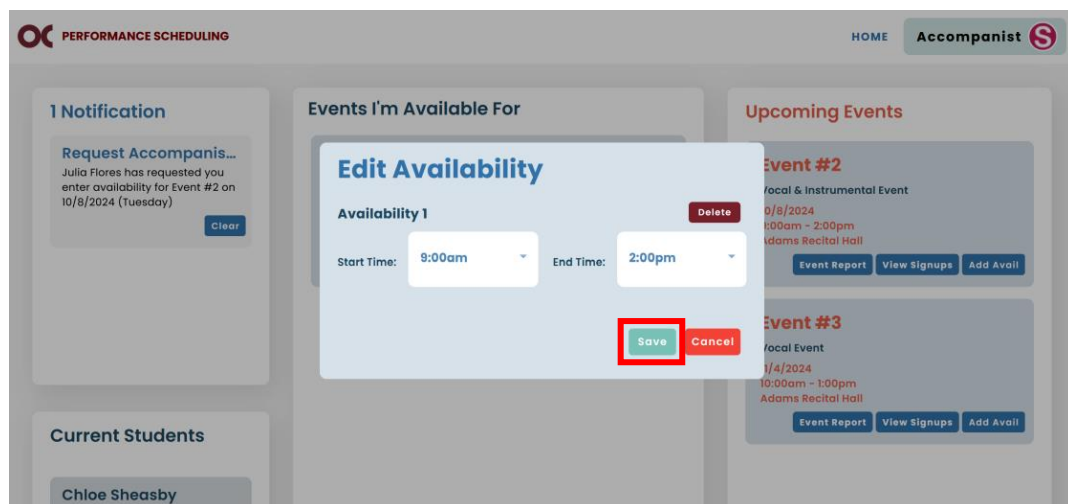 OC PERFORMANCE SCHEDULING
HOME
Accompanist
1 Notification
Request Accompanis...
Julia Flores has requested you
enter availability for Event #2 on
10/8/2024 (Tuesday)
Clear
Current Students
Chloe Sheasby
Events I'm Available For
Edit Availability
Availability 1
Delete
Start Time: 9:00am
End Time: 2:00pm
Save Cancel
Upcoming Events
Event #2
Vocal & Instrumental Event
0/8/2024
:00am - 2:00pm
Adams Recital Hall
Event Report View Signups Add Avail
Event #3
Vocal Event
1/4/2024
10:00am - 1:00pm
Adams Recital Hall
Event Report View Signups Add Avail